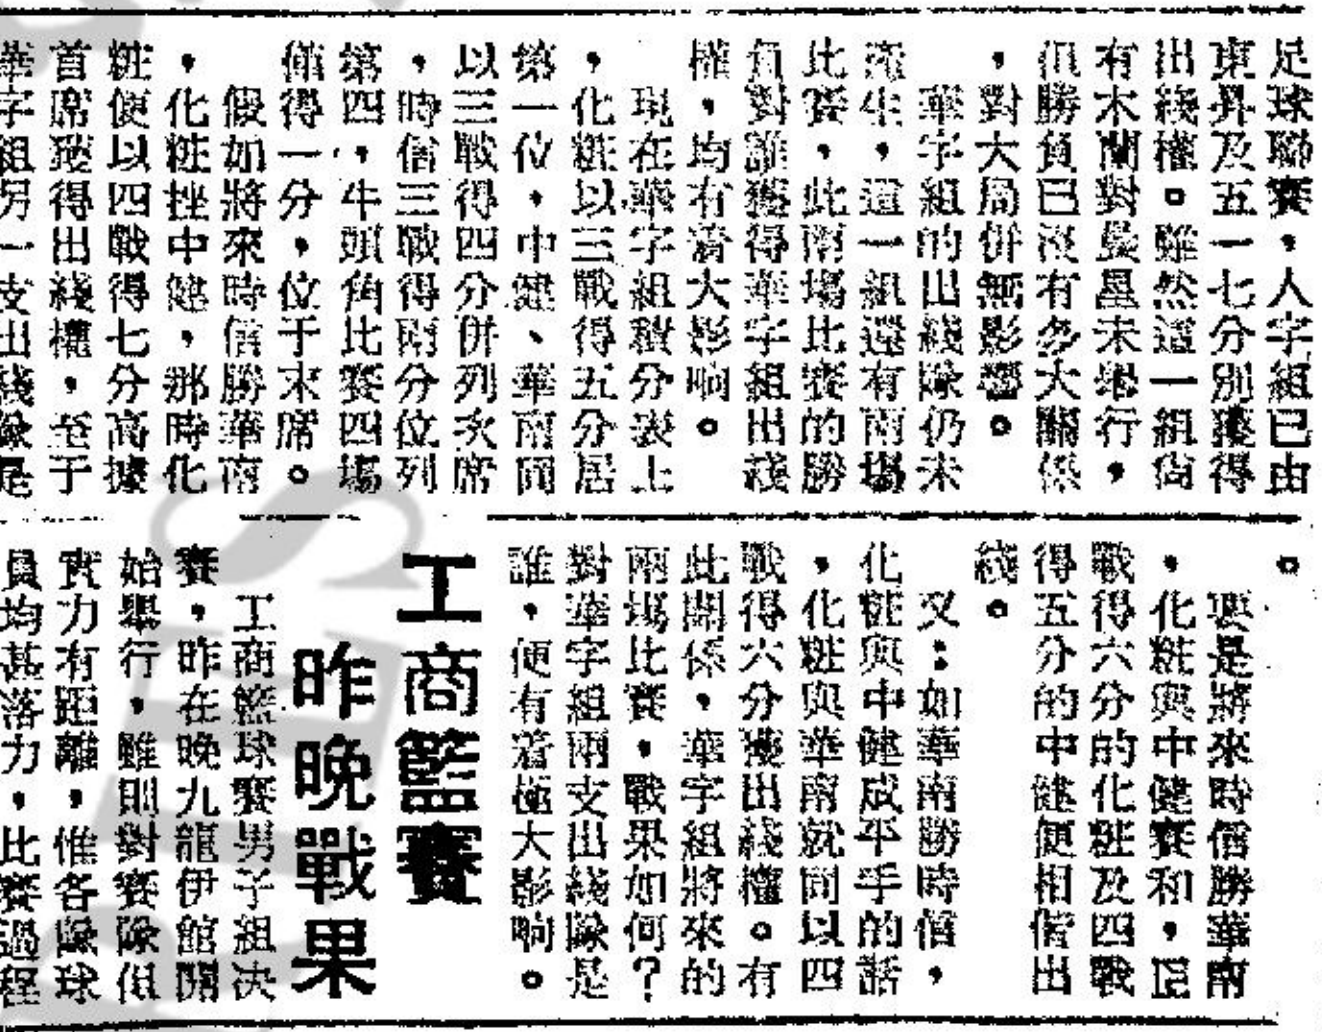 足球聯賽，人字組已由
東昇及五一七分別獲得
出綫權。雖然這一組尙
有木蘭對晨星未舉行，
但勝負已沒有多大關係
，對大局併無影響。
華字組的出綫隊仍未
產生，這一組還有兩場
比賽，此兩場比賽的勝
負對誰獲得華字組出綫
權，均有着大影响。
現在華字組積分表上
，化粧以三戰得五分居
第一位，中健、華南同
以三戰得四分併列次席
，時信三戰得兩分位列
第四，牛頭角比賽四場
僅得一分，位于末席。
假如將來時信勝華南
，化粧挫中健，那時化
粧便以四戰得七分高據
首席獲得出綫權，至于
華字組另一支出綫隊是
。
要是將來時信勝華南
，化粧與中健賽和，則
戰得六分的化粧及四戰
得五分的中健便相偕出
綫。
又：如華南勝時信，
化粧與中健成平手的話
，化粧與華南就同以四
戰得六分獲出綫權。有
此關係，華字組將來的
兩場比賽，戰果如何？
對華字組兩支出綫隊是
誰，便有着極大影响。
工商籃賽
昨晚戰果
工商籃球賽男子組決
賽，昨在晚九龍伊館開
始舉行，雖則對賽隊但
實力有距離，惟各隊球
員均甚落力，此賽過程